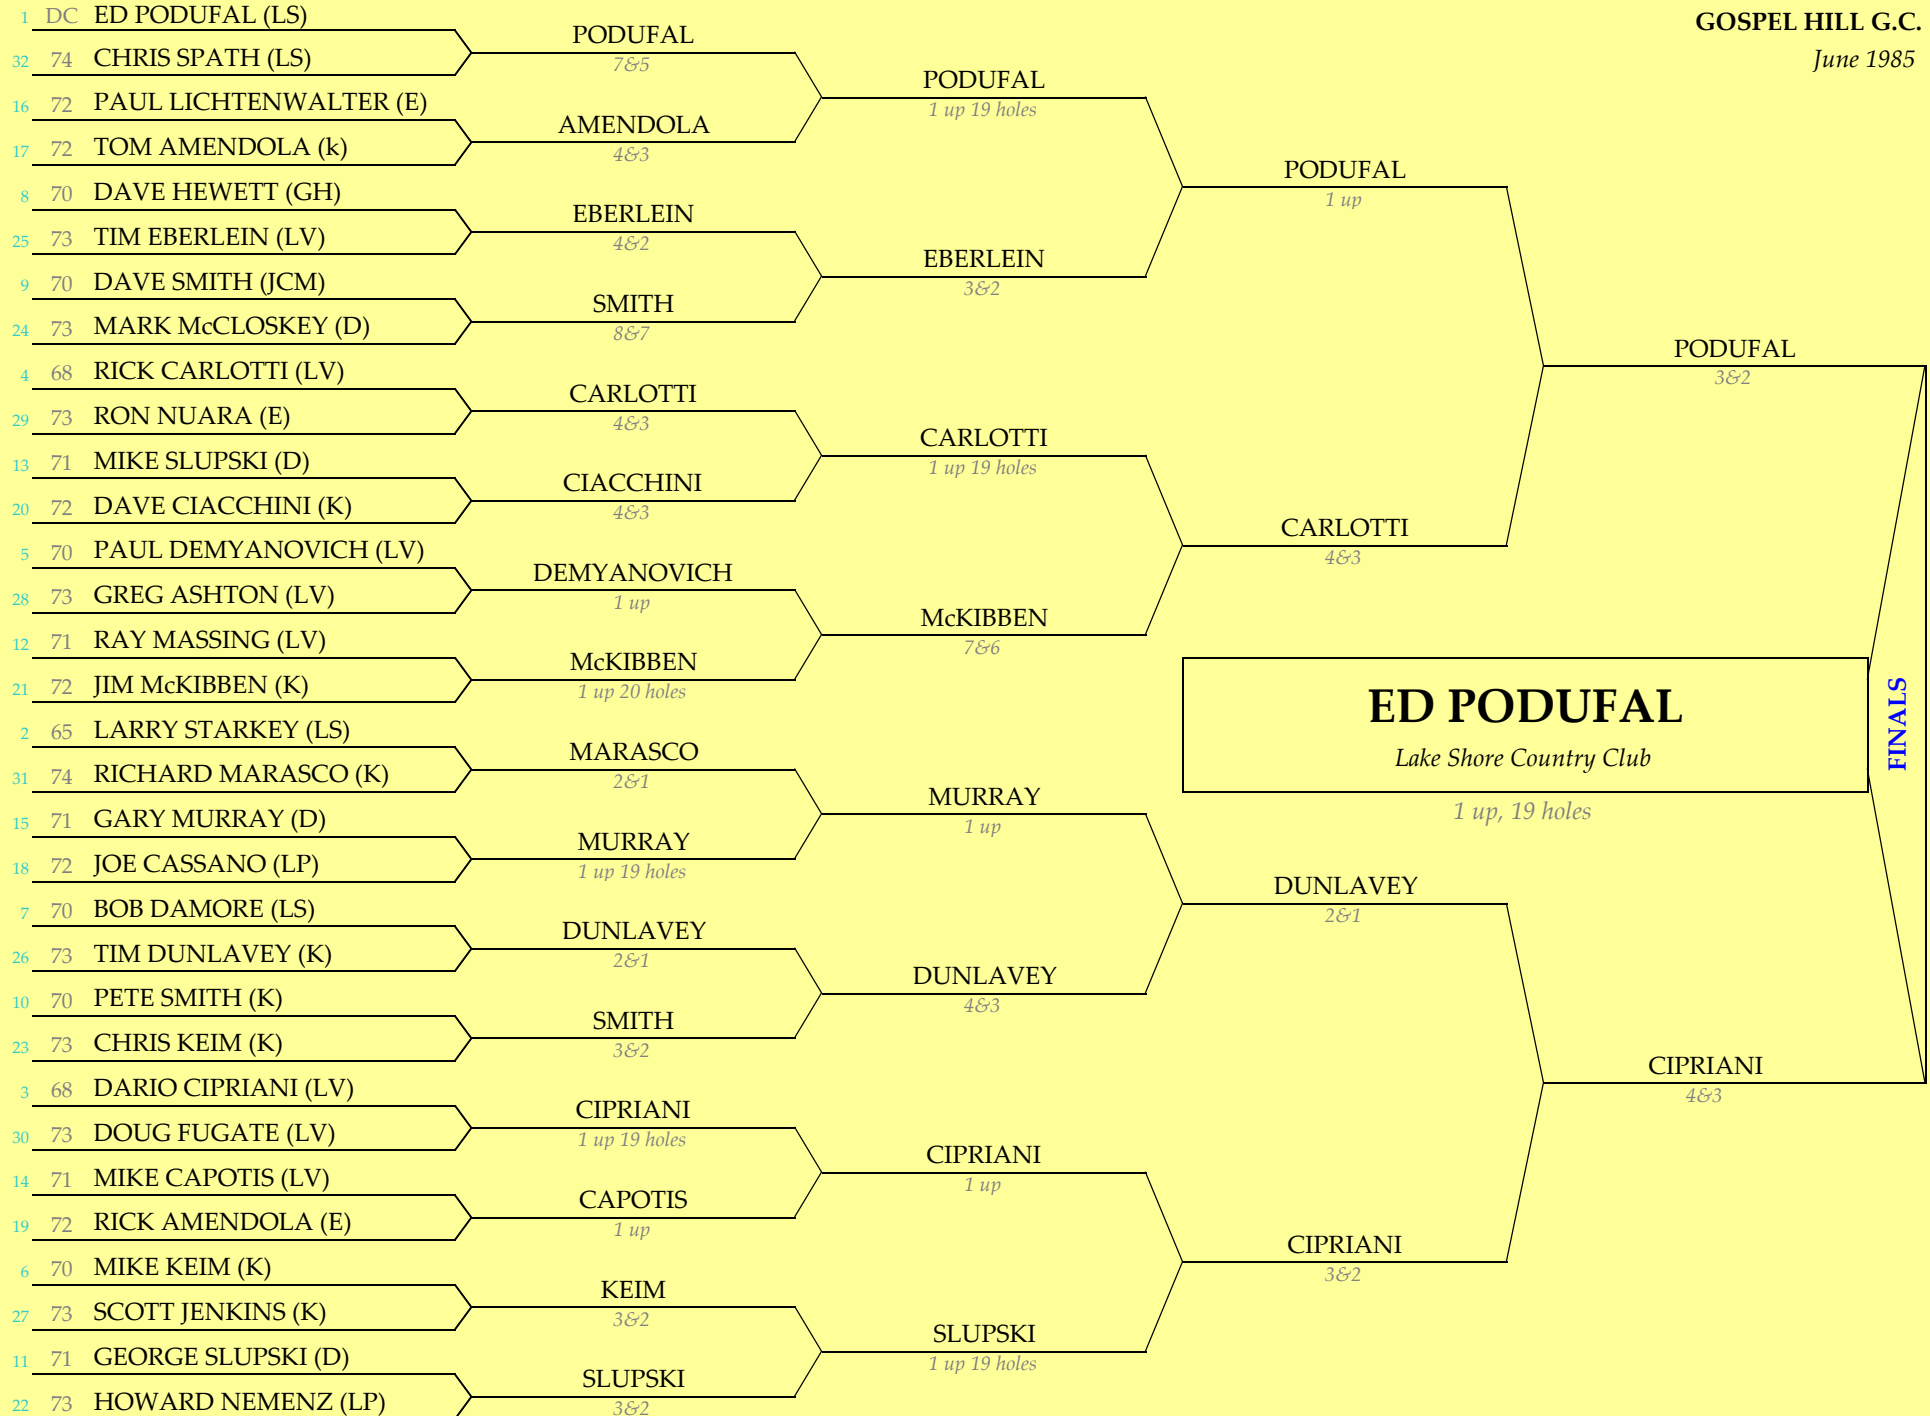 GOSPEL HILL G.C.
June 1985
1 DC ED PODUFAL (LS)
32 74 CHRIS SPATH (LS)
16 72 PAUL LICHTENWALTER (E)
17 72 TOM AMENDOLA (k)
8 70 DAVE HEWETT (GH)
25 73 TIM EBERLEIN (LV)
9 70 DAVE SMITH (JCM)
24 73 MARK McCLOSKEY (D)
4 68 RICK CARLOTTI (LV)
29 73 RON NUARA (E)
13 71 MIKE SLUPSKI (D)
20 72 DAVE CIACCHINI (K)
5 70 PAUL DEMYANOVICH (LV)
28 73 GREG ASHTON (LV)
12 71 RAY MASSING (LV)
21 72 JIM McKIBBEN (K)
2 65 LARRY STARKEY (LS)
31 74 RICHARD MARASCO (K)
15 71 GARY MURRAY (D)
18 72 JOE CASSANO (LP)
7 70 BOB DAMORE (LS)
26 73 TIM DUNLAVEY (K)
10 70 PETE SMITH (K)
23 73 CHRIS KEIM (K)
3 68 DARIO CIPRIANI (LV)
30 73 DOUG FUGATE (LV)
14 71 MIKE CAPOTIS (LV)
19 72 RICK AMENDOLA (E)
6 70 MIKE KEIM (K)
27 73 SCOTT JENKINS (K)
11 71 GEORGE SLUPSKI (D)
22 73 HOWARD NEMENZ (LP)
PODUFAL
7&5
AMENDOLA
4&3
EBERLEIN
4&2
SMITH
8&7
CARLOTTI
4&3
CIACCHINI
4&3
DEMYANOVICH
1 up
McKIBBEN
1 up 20 holes
MARASCO
2&1
MURRAY
1 up 19 holes
DUNLAVEY
2&1
SMITH
3&2
CIPRIANI
1 up 19 holes
CAPOTIS
1 up
KEIM
3&2
SLUPSKI
3&2
PODUFAL
1 up 19 holes
EBERLEIN
3&2
CARLOTTI
1 up 19 holes
McKIBBEN
7&6
MURRAY
1 up
DUNLAVEY
4&3
CIPRIANI
1 up
SLUPSKI
1 up 19 holes
PODUFAL
1 up
CARLOTTI
4&3
DUNLAVEY
2&1
CIPRIANI
3&2
PODUFAL
3&2
CIPRIANI
4&3
FINALS
ED PODUFAL
Lake Shore Country Club
1 up, 19 holes